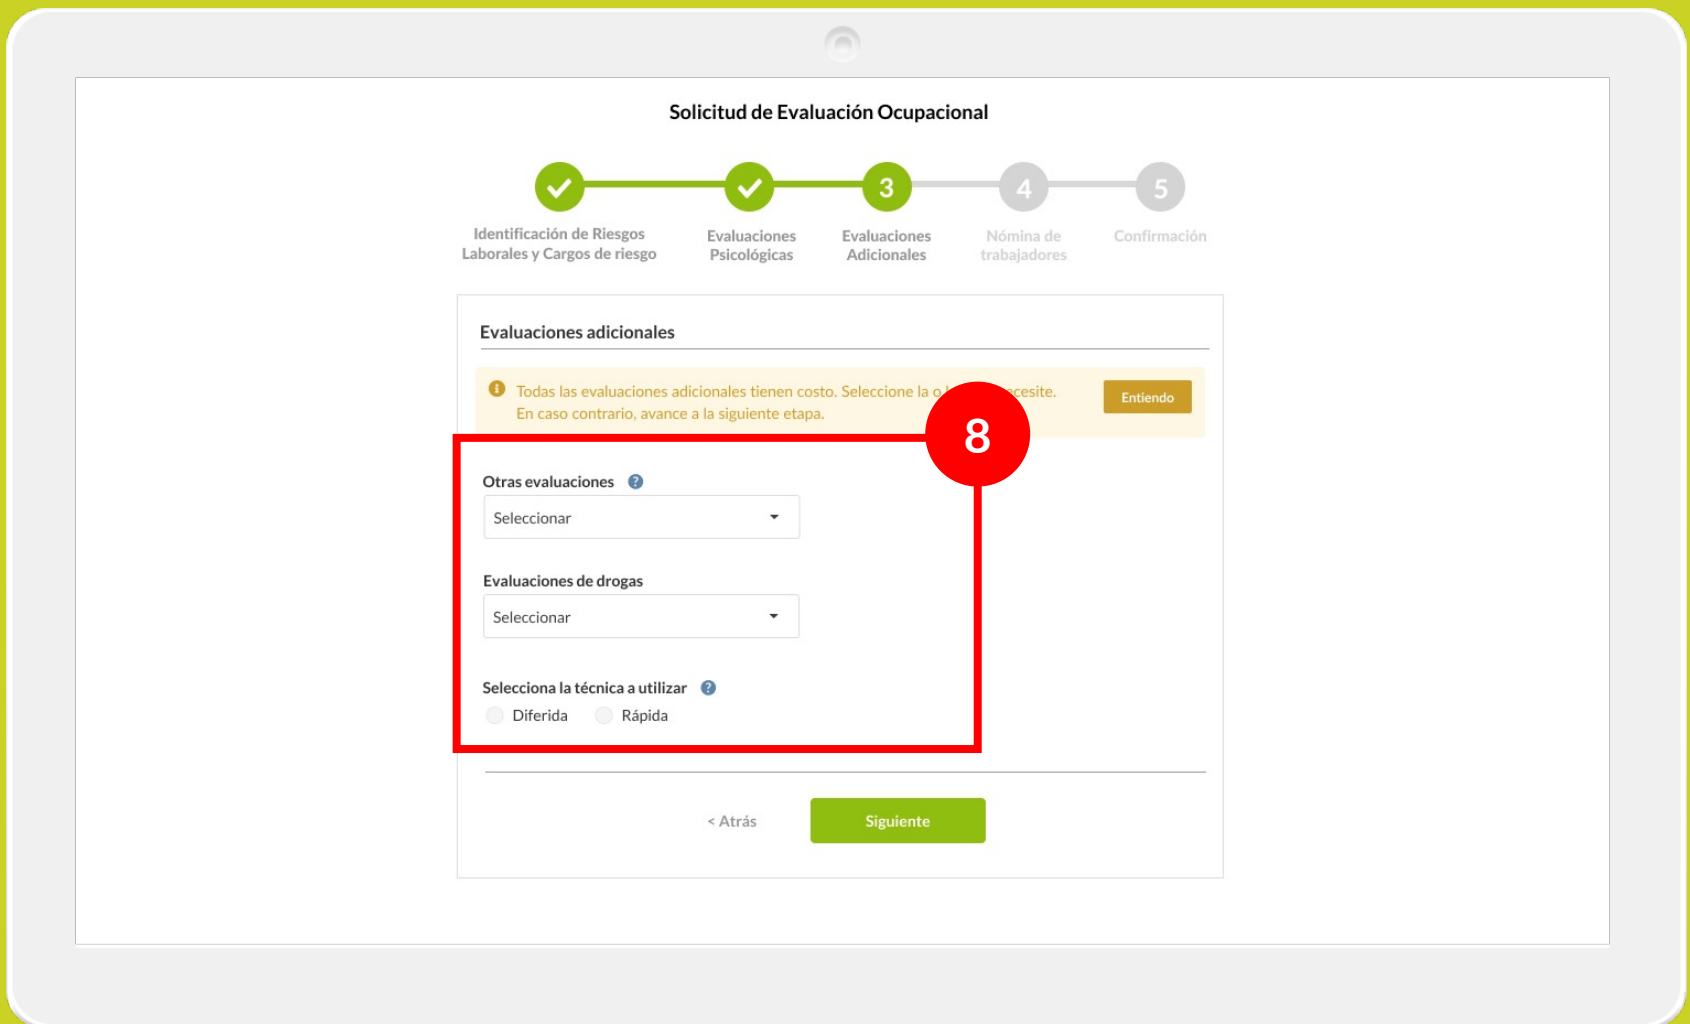 Solicitud de Evaluación Ocupacional
3
4
5
Identificación de Riesgos
Laborales y Cargos de riesgo
Evaluaciones
Psicológicas
Evaluaciones
Adicionales
Nómina de
trabajadores
Confirmación
Evaluaciones adicionales
Todas las evaluaciones adicionales tienen costo. Seleccione la o
En caso contrario, avance a la siguiente etapa.
Entiendo
8
Otras evaluaciones ?
Seleccionar
Evaluaciones de drogas
Seleccionar
Selecciona la técnica a utilizar ?
Diferida Rápida
< Atrás
Siguiente